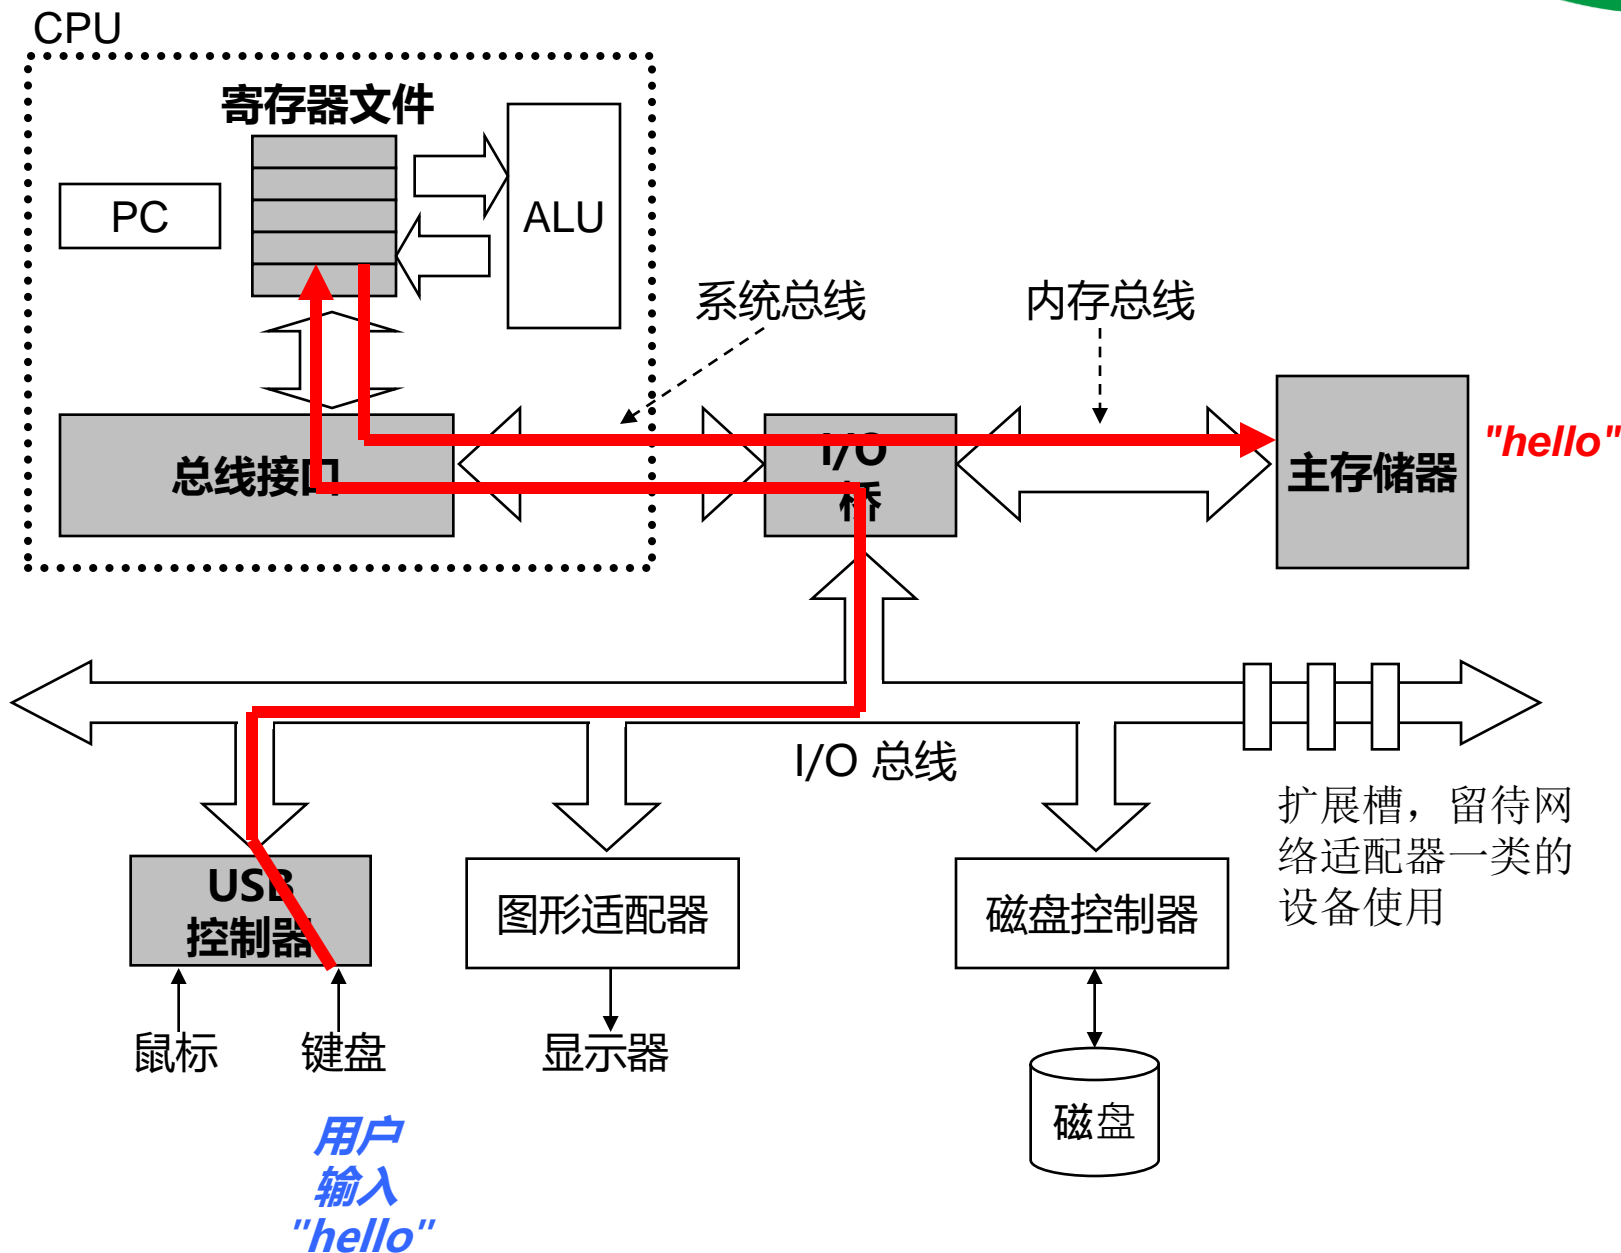 CPU
寄存器文件
PC
ALU
系统总线
内存总线
总线接口
I/O
桥
主存储器
"hello"
I/O 总线
扩展槽，留待网
络适配器一类的
设备使用
USB
控制器
图形适配器
磁盘控制器
鼠标
键盘
显示器
磁盘
用户
输入
"hello"